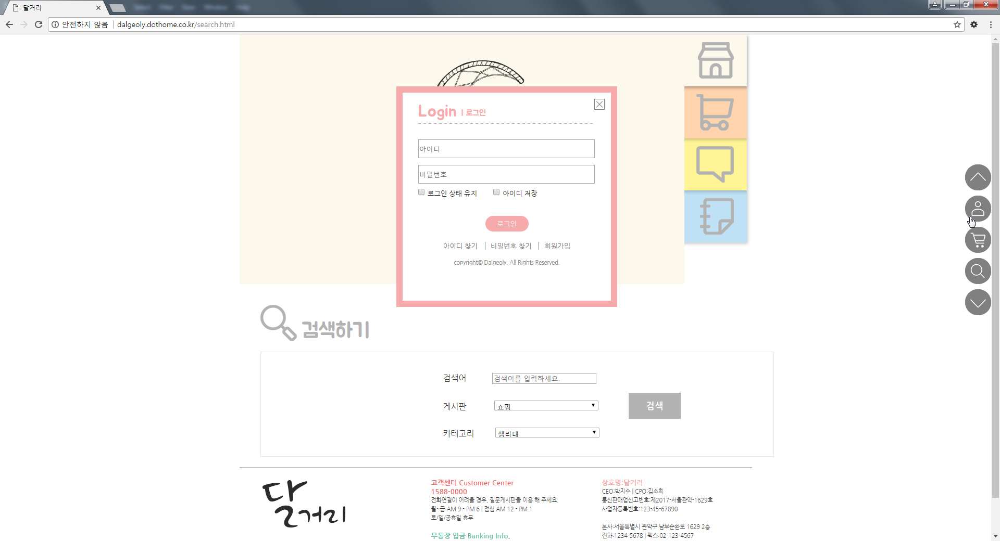 달거리
안전하지 않음 dalgeoly.dothome.co.kr/search.html
Login | 로그인
아이디
비밀번호
로그인 상태 유지 아이디 저장
로그인
아이디 찾기 | 비밀번호 찾기 | 회원가입
copyright© Dalgeoly. All Rights Reserved.
검색하기
검색어 검색어를 입력하세요.
게시판 쇼핑
검색
카테고리 생리대
달거리
고객센터 Customer Center
1588-0000
전화연결이 어려울 경우, 질문게시판을 이용 해 주세요.
월~금 AM 9 - PM 6 | 점심 AM 12 - PM 1
토/일/공휴일 휴무
무통장 입금 Banking Info.
상호명:달거리
CEO:박지수 | CPO:김소희
통신판매업신고번호:제2017-서울관악-1629호
사업자등록번호:123-45-67890
본사:서울특별시 관악구 남부순환로 1629 2층
전화:1234-5678 | 팩스:02-123-4567